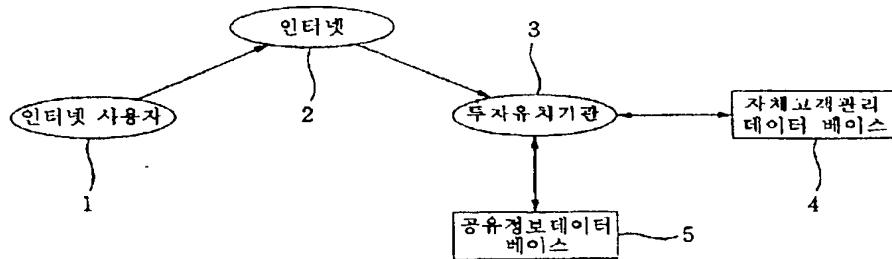 인터넷
2
3
인터넷 사용자
1
투자유치기관
자체고객관리
데이터 베이스
4
공유정보데이터
베이스
5